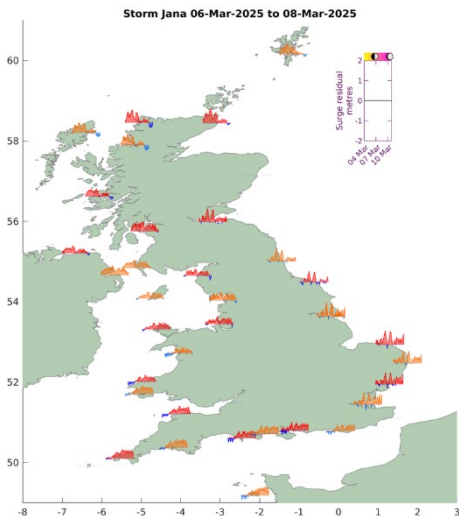 Storm Jana 06-Mar-2025 to 08-Mar-2025
60
58
56
54
52
50
-8 -7 -6 -5 -4 -3 -2 -1 0 1 2 3
Surge residual
metres
2
1
0
-1
-2
04 Mar
07 Mar
10 Mar